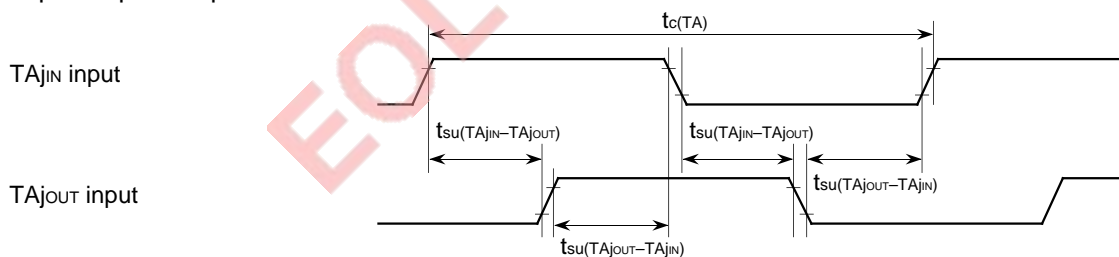 tc(TA)
TAjIN input
tsu(TAjIN–TAjOUT) tsu(TAjIN–TAjOUT)
tsu(TAjOUT–TAjIN)
TAjOUT input
tsu(TAjOUT–TAjIN)
EOL